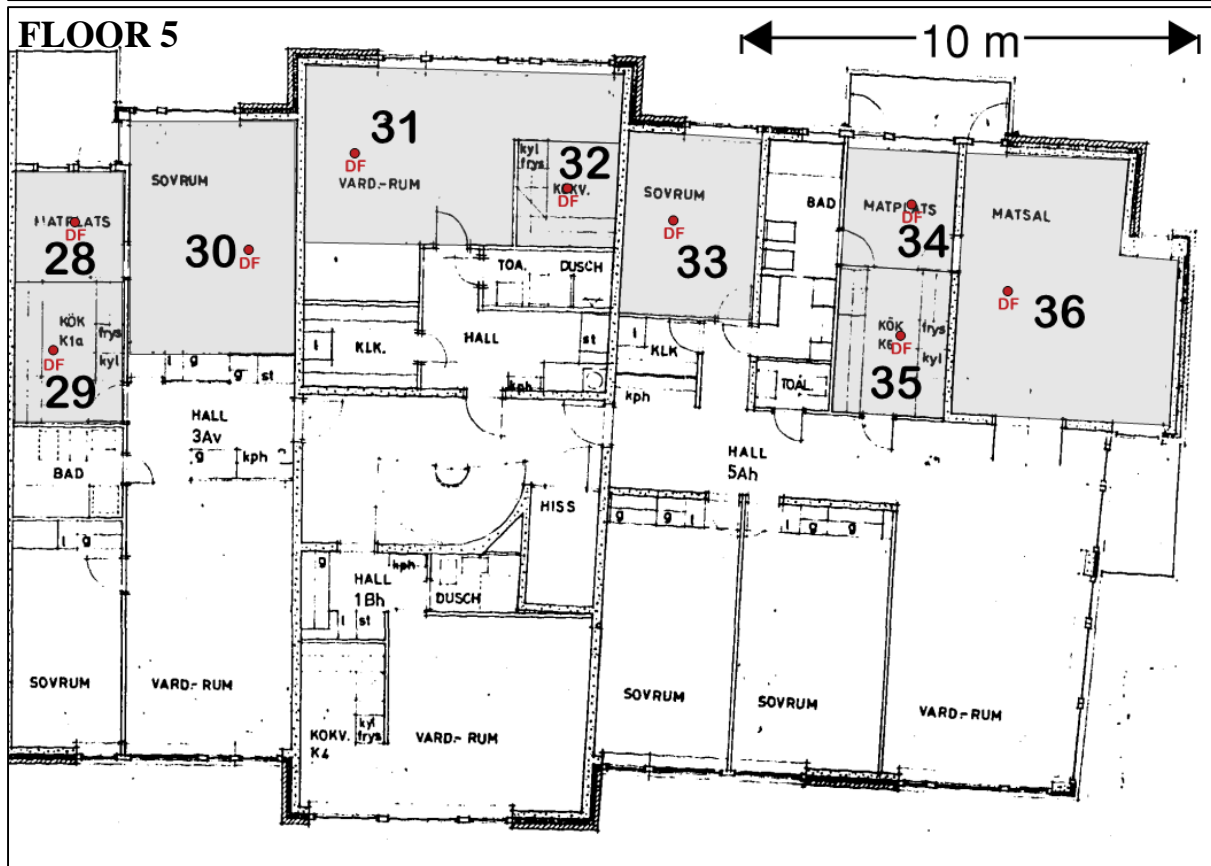 FLOOR 5
10 m
31
DF
VARD.-RUM
kyl
frys
32
KOKV.
DF
SOVRUM
30
DF
MATPLATS
DF
28
KÖK
K1a
frys
kyl
DF
29
SOVRUM
DF
33
BAD
MATPLATS
DF
34
MATSAL
DF
36
KÖK
frys
kyl
DF
35
TOA.
DUSCH
HALL
st
l
KLK.
kph
l
KLK
kph
TOAL
l
g
g
st
HALL
3Av
g
kph
BAD
l
g
HALL
5Ah
HISS
g
g
l
l
g
g
g
kph
HALL
1Bh
l
st
DUSCH
SOVRUM
VARD.-RUM
KOKV.
K4
kyl
frys
VARD.-RUM
SOVRUM
SOVRUM
VARD.-RUM